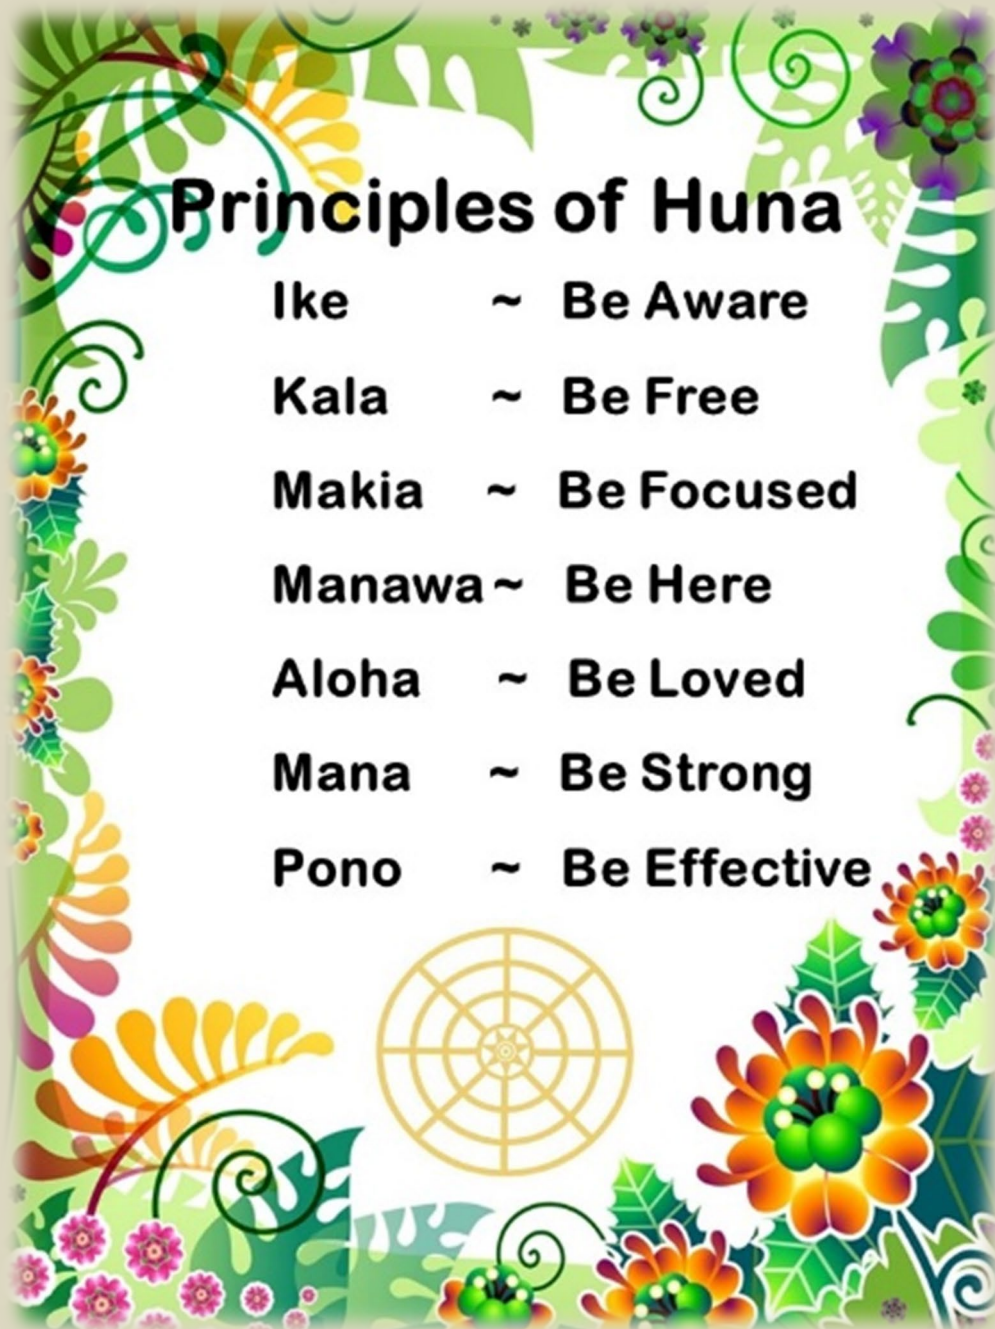 Principles of Huna
Ike ~ Be Aware
Kala ~ Be Free
Makia ~ Be Focused
Manawa ~ Be Here
Aloha ~ Be Loved
Mana ~ Be Strong
Pono ~ Be Effective